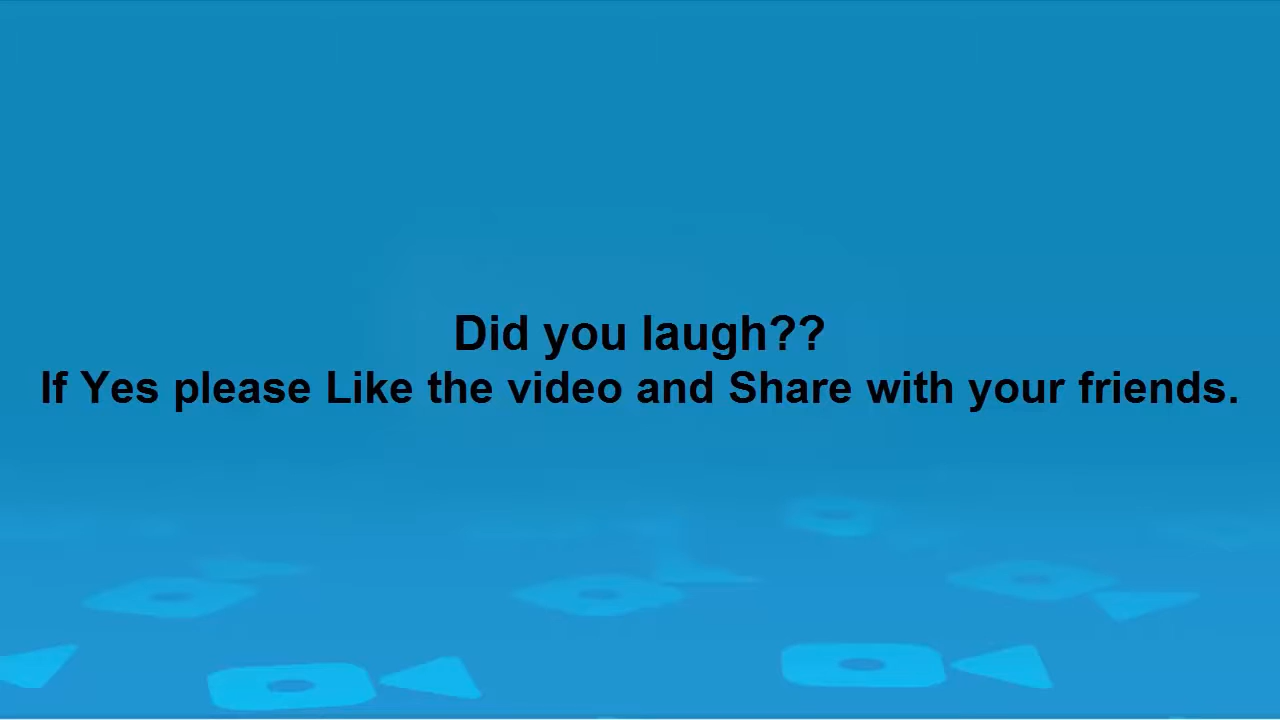 Did you laugh??
If Yes please Like the video and Share with your friends.